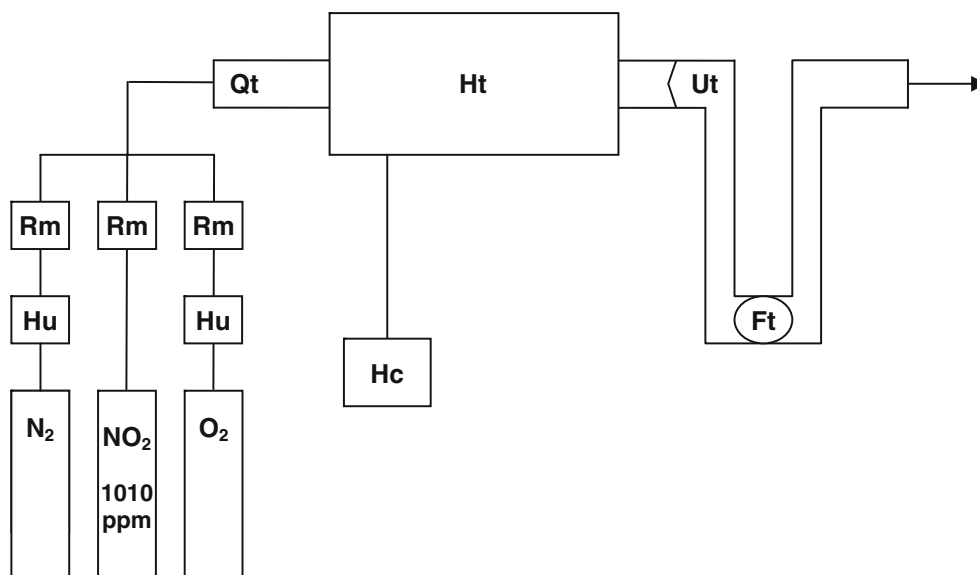 Qt
Ht
Ut
Rm
Rm
Rm
Hu
Hu
Ft
Hc
N₂
NO₂
O₂
1010
ppm